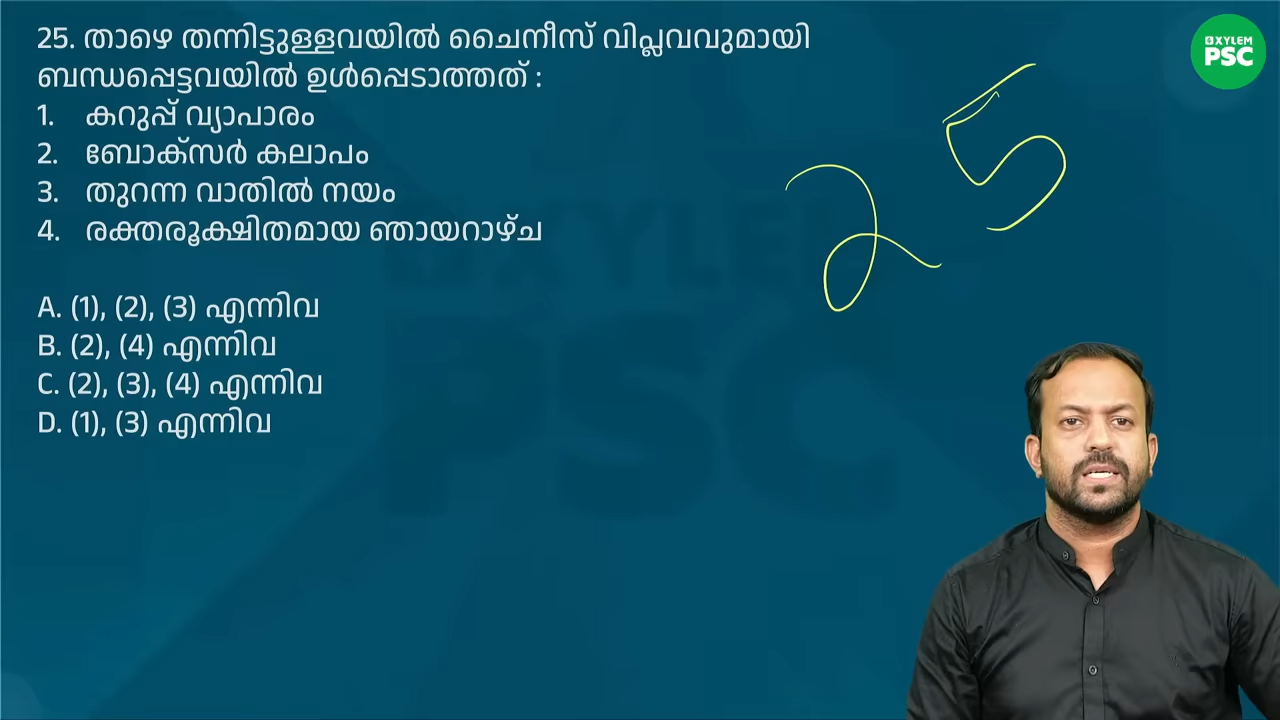 25. താഴെ തന്നിട്ടുള്ളവയിൽ ചൈനീസ് വിപ്ലവവുമായി
ബന്ധപ്പെട്ടവയിൽ ഉൾപ്പെടാത്തത് :
1. കറുപ്പ് വ്യാപാരം
2. ബോക്സർ കലാപം
3. തുറന്ന വാതിൽ നയം
4. രക്തരൂക്ഷിതമായ ഞായറാഴ്ച
A. (1), (2), (3) എന്നിവ
B. (2), (4) എന്നിവ
C. (2), (3), (4) എന്നിവ
D. (1), (3) എന്നിവ
25
XYLEM
PSC
XYLEM
PSC